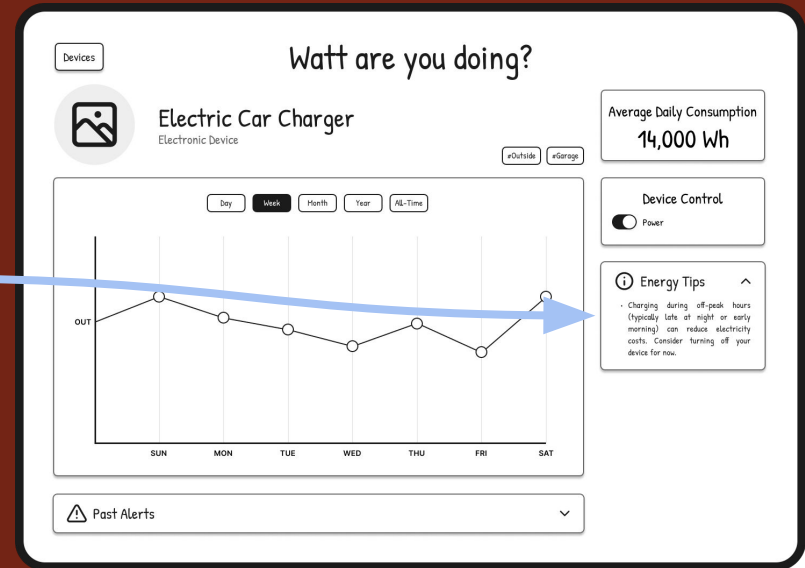 Devices
Watt are you doing?
Electric Car Charger
Electronic Device
#Outside
#Garage
Average Daily Consumption
14,000 Wh
Day
Week
Month
Year
All-Time
OUT
SUN
MON
TUE
WED
THU
FRI
SAT
Device Control
Power
Energy Tips
• Charging during off-peak hours
(typically late at night or early
morning) can reduce electricity
costs. Consider turning off your
device for now.
Past Alerts